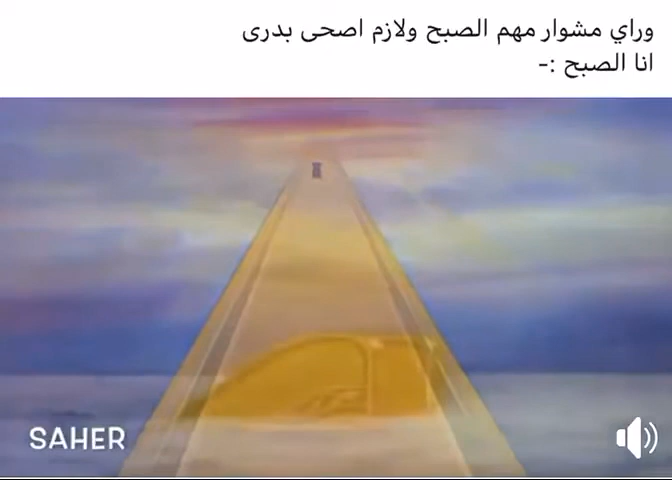 وراي مشوار مهم الصبح ولازم اصحى بدرى
انا الصبح :-
SAHER